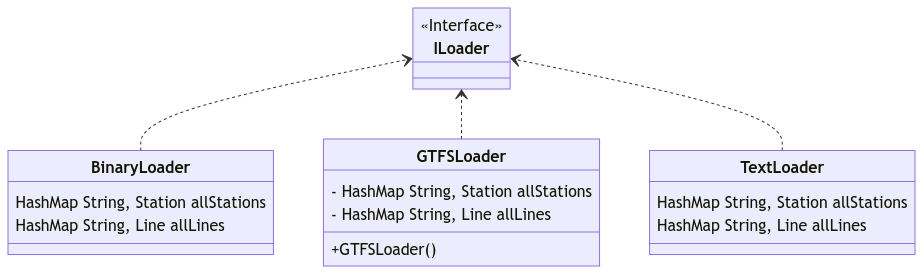 «Interface»
ILoader
BinaryLoader
HashMap String, Station allStations
HashMap String, Line allLines
GTFSLoader
- HashMap String, Station allStations
- HashMap String, Line allLines
+GTFSLoader()
TextLoader
HashMap String, Station allStations
HashMap String, Line allLines